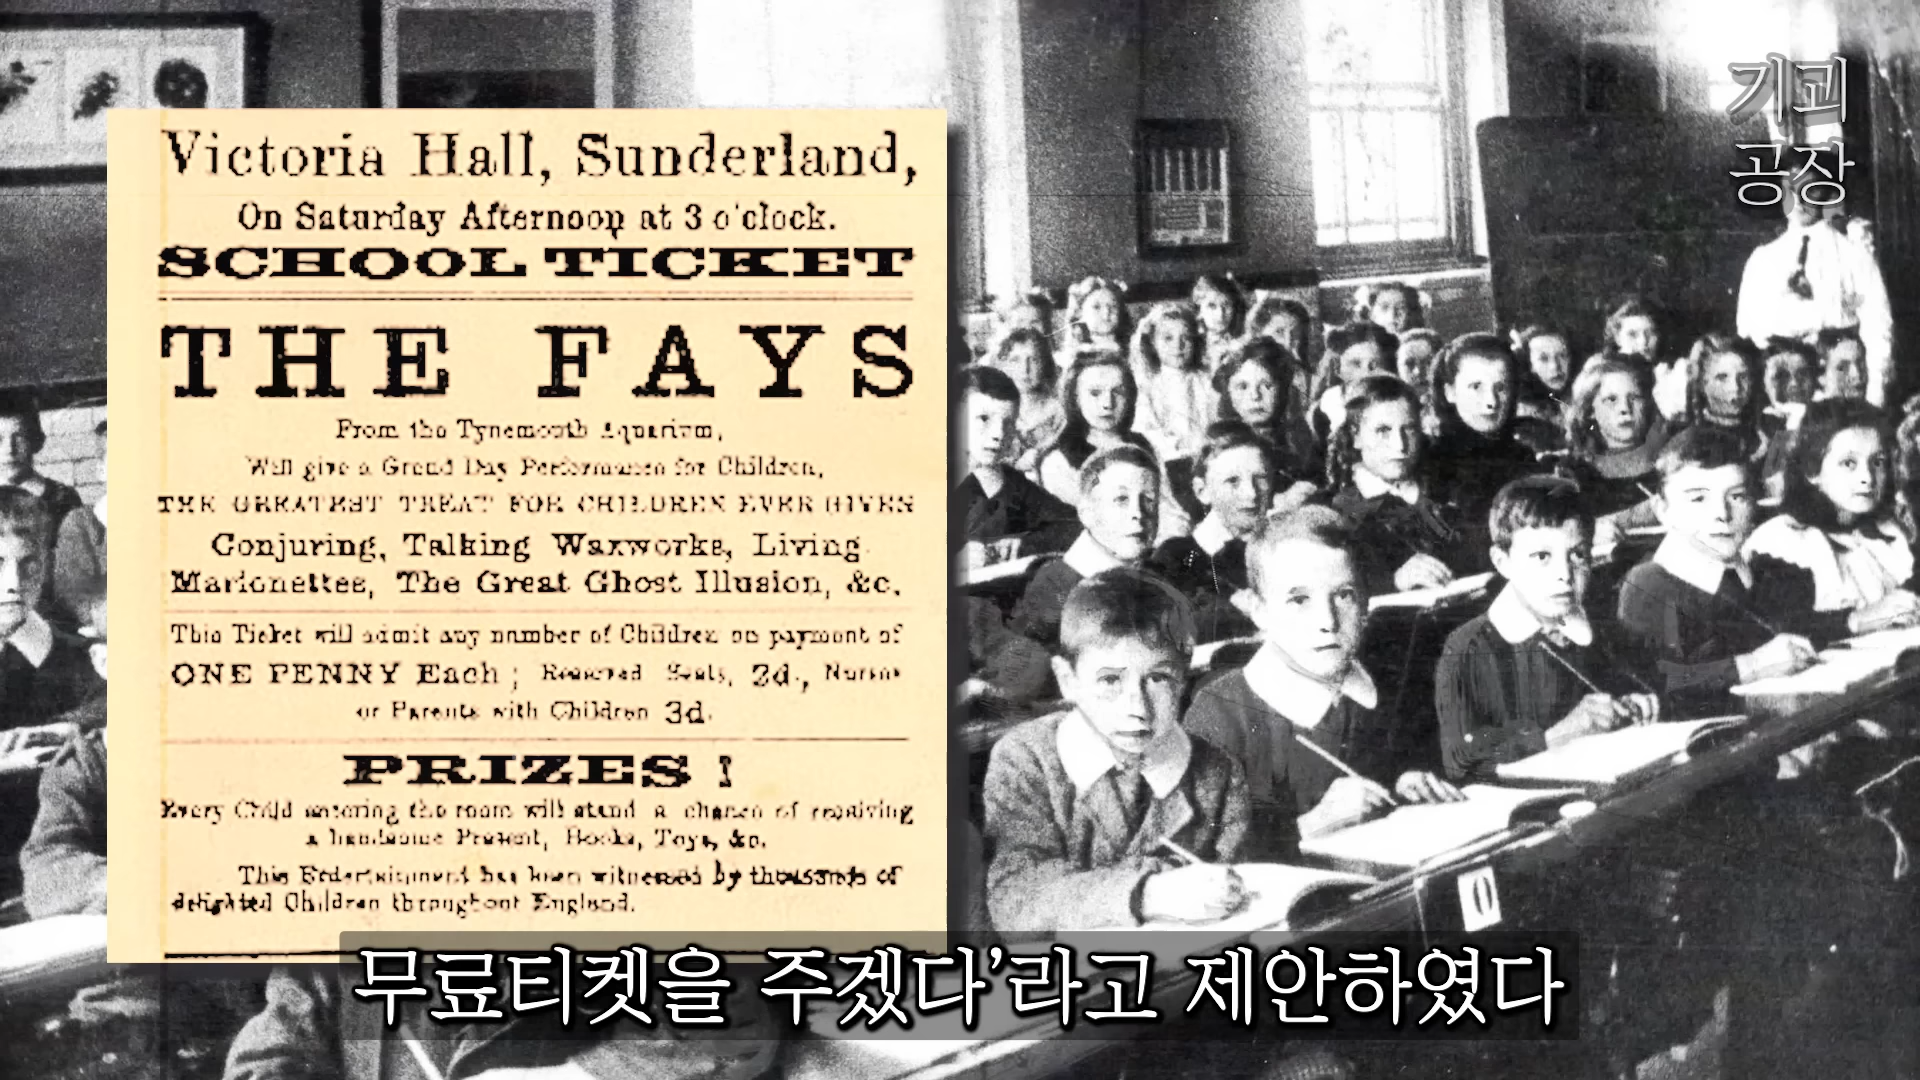 Victoria Hall, Sunderland,
On Saturday Afternoon at 3 o'clock.
SCHOOL TICKET
THE FAYS
From the Tynemouth Aquarium,
Will give a Grand Day Performance for Children,
THE GREATEST TREAT FOR CHILDREN EVER GIVEN
Conjuring, Talking Waxworks, Living
Marionettes, The Great Ghost Illusion, &c.
This Ticket will admit any number of Children on payment of
ONE PENNY Each ; Reserved Seats, 2d., Nurses
or Parents with Children 3d.
PRIZES !
Every Child entering the room will stand a chance of receiving
a handsome Present, Books, Toys, &c.
This Entertainment has been witnessed by thousands of
delighted Children throughout England.
기괴
공장
0
무료티켓을 주겠다’라고 제안하였다